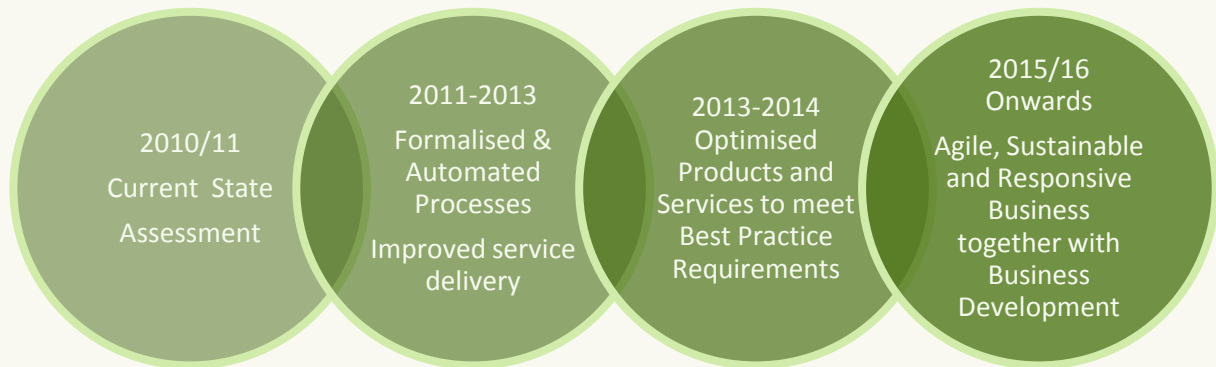 2010/11
Current State
Assessment
2011-2013
Formalised &
Automated
Processes
Improved service
delivery
2013-2014
Optimised
Products and
Services to meet
Best Practice
Requirements
2015/16
Onwards
Agile, Sustainable
and Responsive
Business
together with
Business
Development